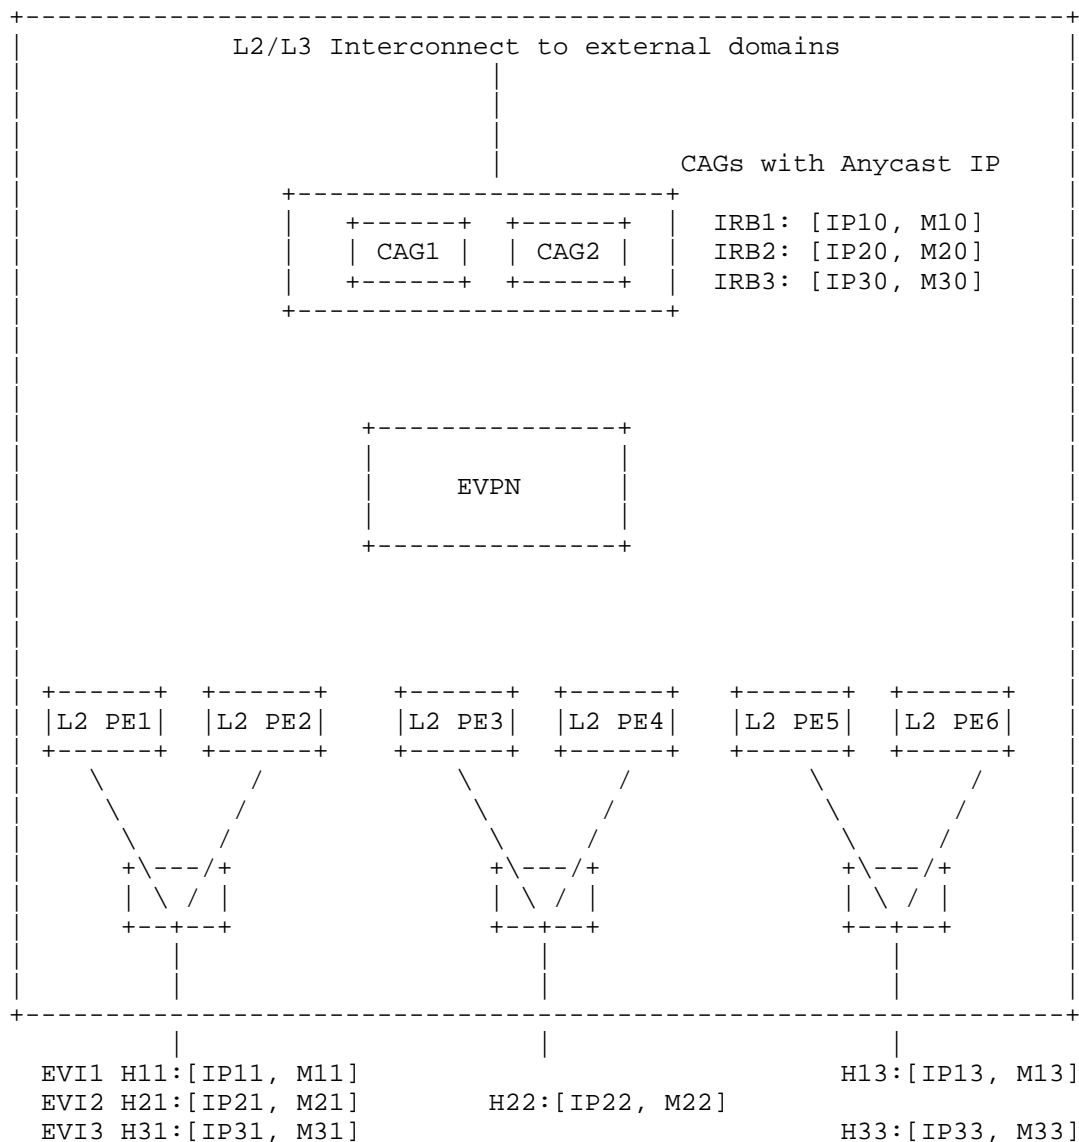 L2/L3 Interconnect to external domains
CAGs with Anycast IP
IRB1: [IP10, M10]
CAG1 CAG2 IRB2: [IP20, M20]
IRB3: [IP30, M30]
EVPN
L2 PE1 L2 PE2 L2 PE3 L2 PE4 L2 PE5 L2 PE6
EVI1 H11:[IP11, M11] H13:[IP13, M13]
EVI2 H21:[IP21, M21] H22:[IP22, M22]
EVI3 H31:[IP31, M31] H33:[IP33, M33]